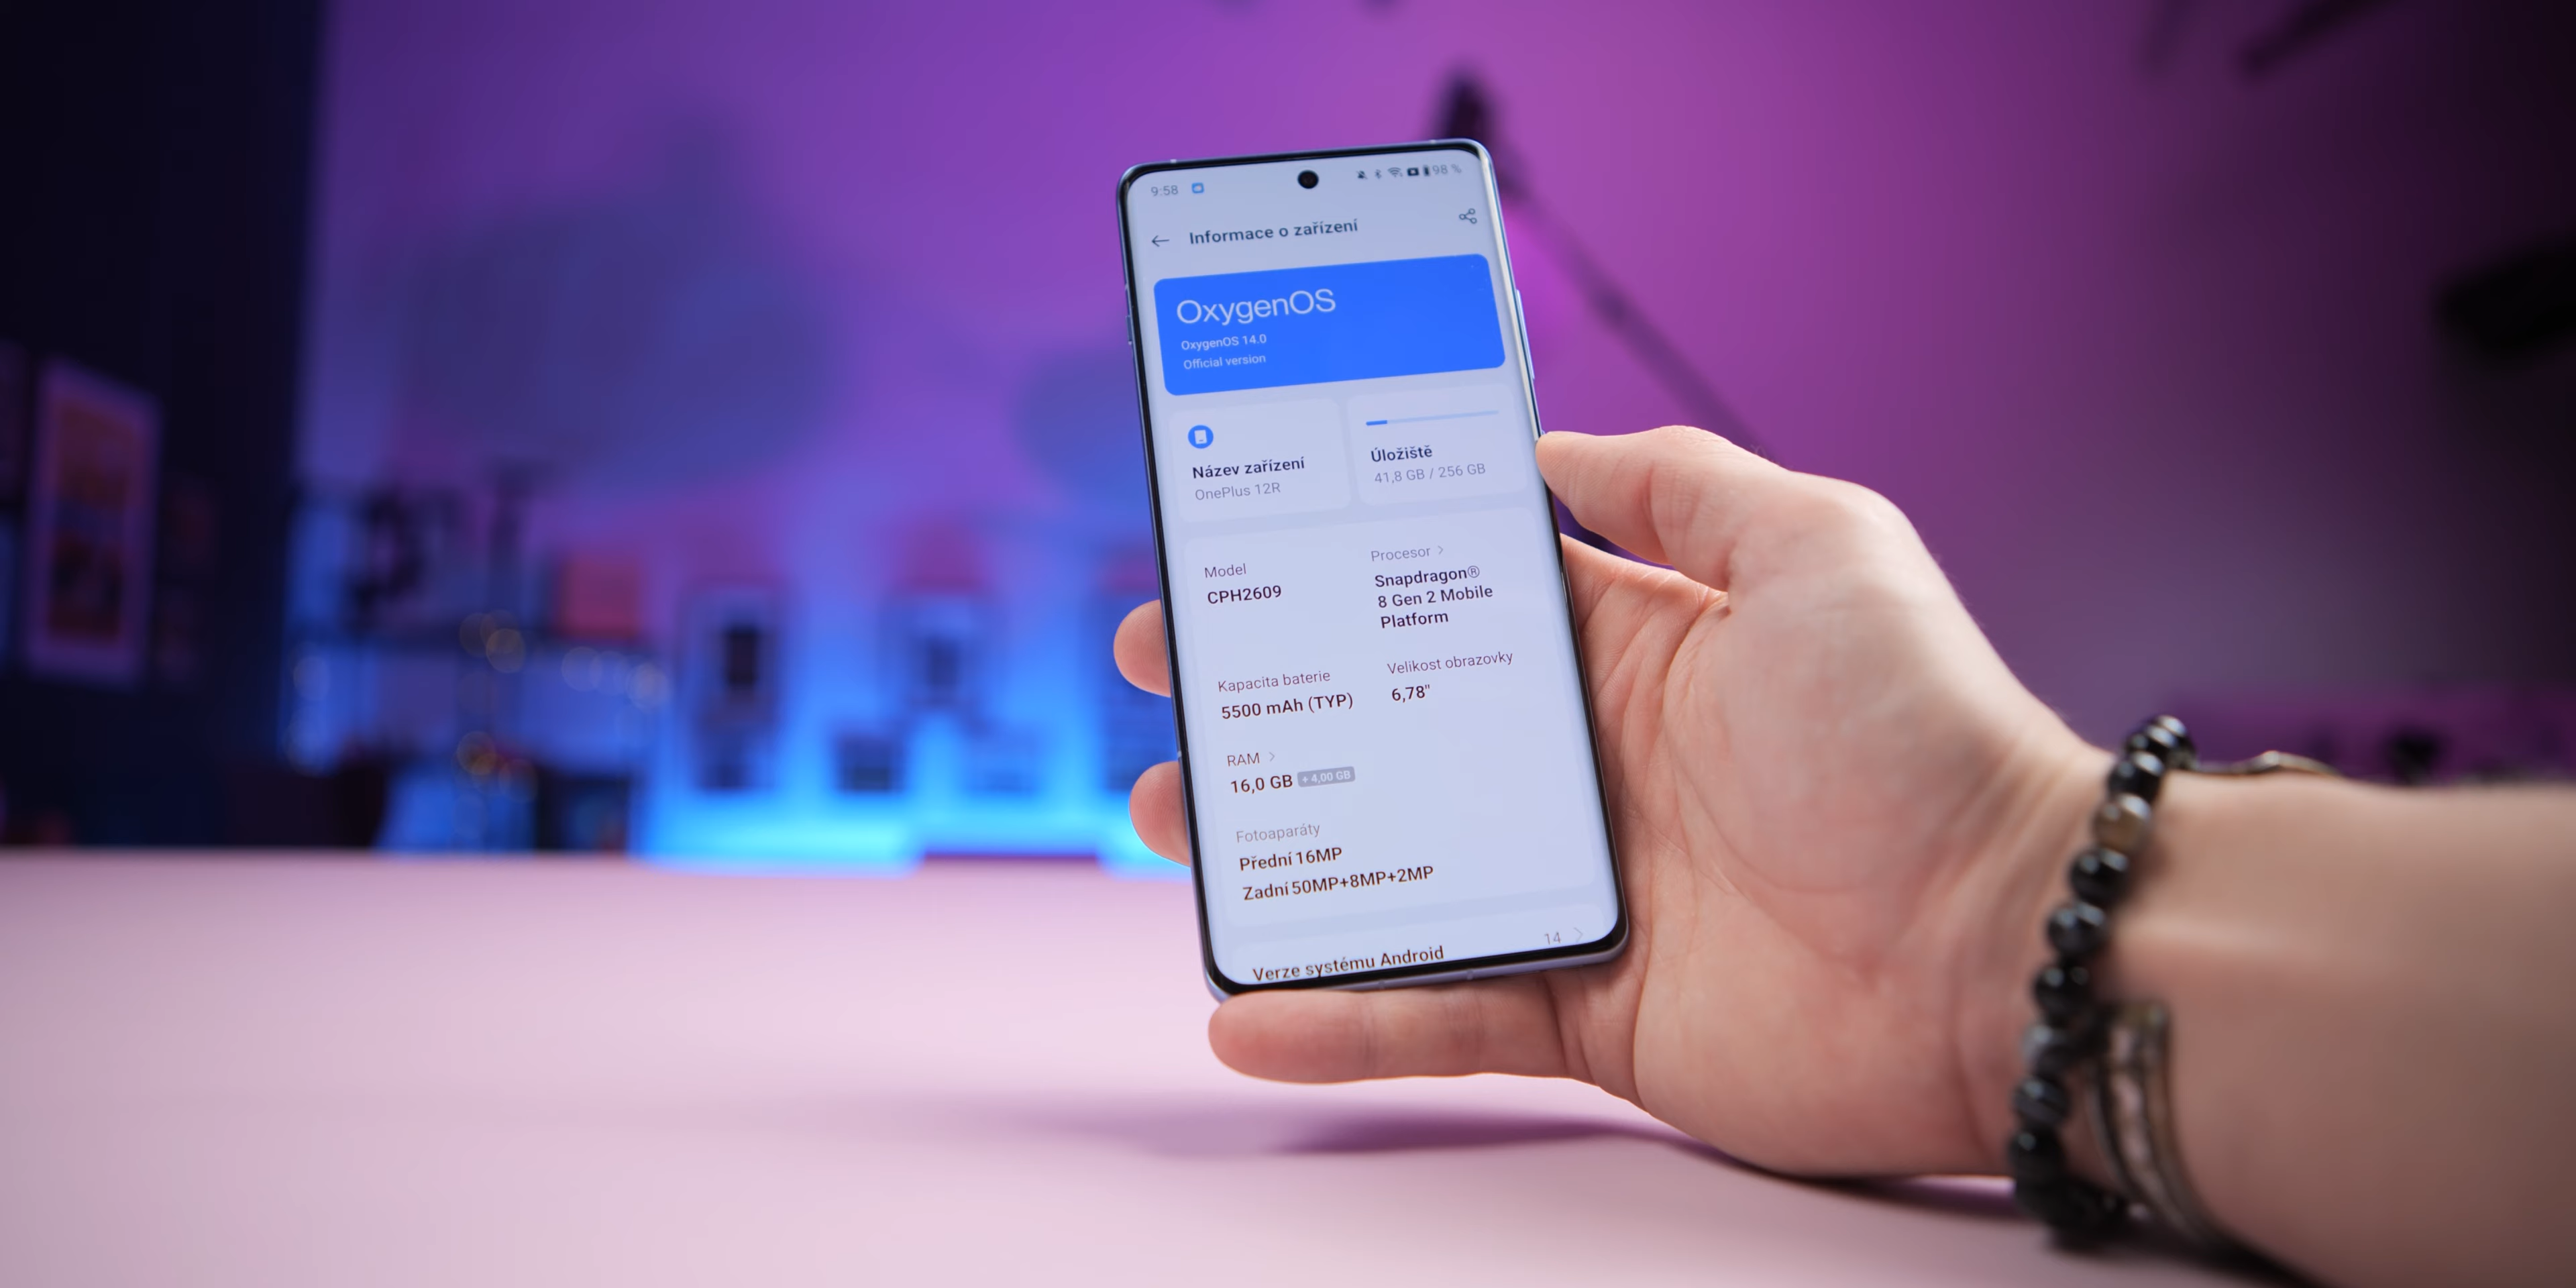 9:58 98 %
Informace o zařízení
OxygenOS
OxygenOS 14.0
Official version
Název zařízení
OnePlus 12R
Úložiště
41,8 GB / 256 GB
Model
CPH2609
Procesor
Snapdragon®
8 Gen 2 Mobile
Platform
Kapacita baterie
5500 mAh (TYP)
Velikost obrazovky
6,78"
RAM
16,0 GB + 4,00 GB
Fotoaparáty
Přední 16MP
Zadní 50MP+8MP+2MP
Verze systému Android 14